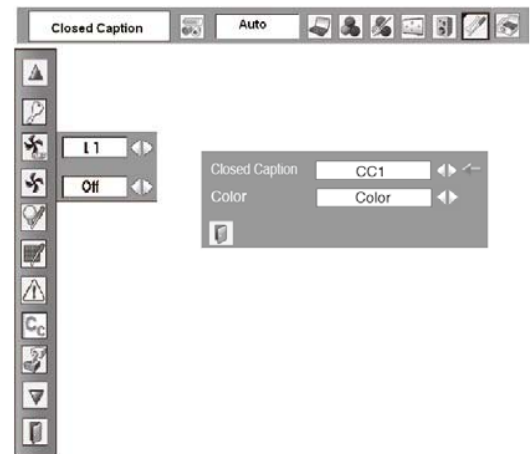 Closed Caption
Auto
L1
Off
Closed Caption CC1
Color Color
Cc